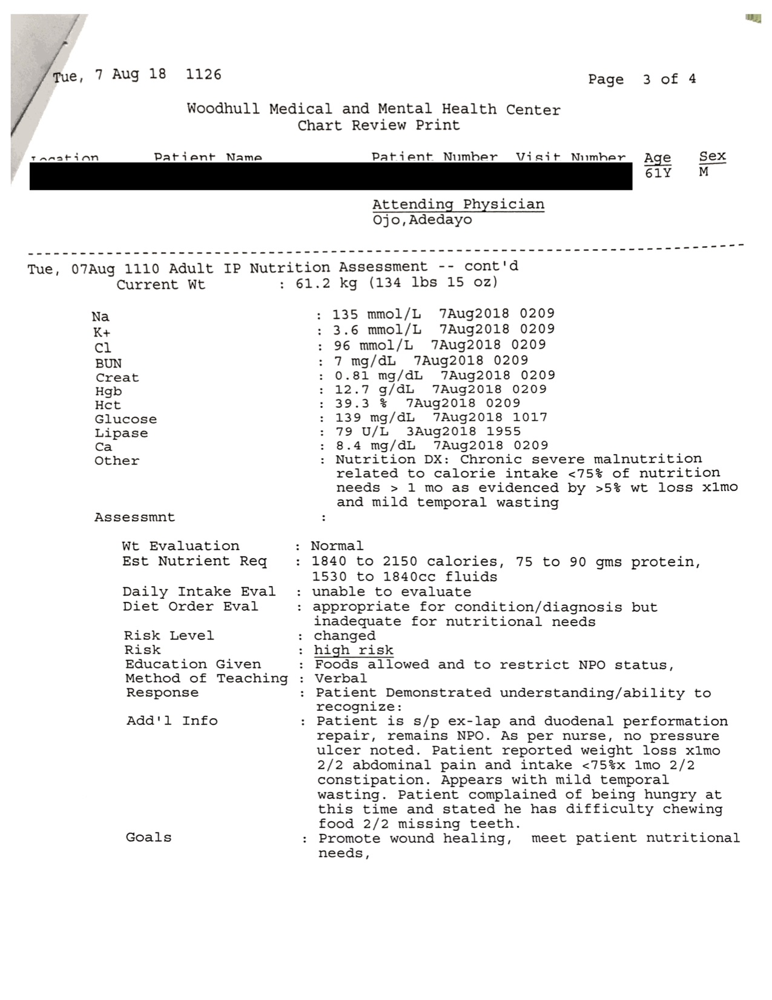 Tue, 7 Aug 18 1126
Page 3 of 4
Woodhull Medical and Mental Health Center
Chart Review Print
Location Patient Name Patient Number Visit Number Age Sex
61Y M
Attending Physician
Ojo,Adedayo
Tue, 07Aug 1110 Adult IP Nutrition Assessment -- cont'd
Current Wt : 61.2 kg (134 lbs 15 oz)
Na : 135 mmol/L 7Aug2018 0209
K+ : 3.6 mmol/L 7Aug2018 0209
Cl : 96 mmol/L 7Aug2018 0209
BUN : 7 mg/dL 7Aug2018 0209
Creat : 0.81 mg/dL 7Aug2018 0209
Hgb : 12.7 g/dL 7Aug2018 0209
Hct : 39.3 % 7Aug2018 0209
Glucose : 139 mg/dL 7Aug2018 1017
Lipase : 79 U/L 3Aug2018 1955
Ca : 8.4 mg/dL 7Aug2018 0209
Other : Nutrition DX: Chronic severe malnutrition
related to calorie intake <75% of nutrition
needs > 1 mo as evidenced by >5% wt loss x1mo
and mild temporal wasting
Assessmnt :
Wt Evaluation : Normal
Est Nutrient Req : 1840 to 2150 calories, 75 to 90 gms protein,
1530 to 1840cc fluids
Daily Intake Eval : unable to evaluate
Diet Order Eval : appropriate for condition/diagnosis but
inadequate for nutritional needs
Risk Level : changed
Risk : high risk
Education Given : Foods allowed and to restrict NPO status,
Method of Teaching : Verbal
Response : Patient Demonstrated understanding/ability to
recognize:
Add'l Info : Patient is s/p ex-lap and duodenal performation
repair, remains NPO. As per nurse, no pressure
ulcer noted. Patient reported weight loss x1mo
2/2 abdominal pain and intake <75%x 1mo 2/2
constipation. Appears with mild temporal
wasting. Patient complained of being hungry at
this time and stated he has difficulty chewing
food 2/2 missing teeth.
Goals : Promote wound healing, meet patient nutritional
needs,